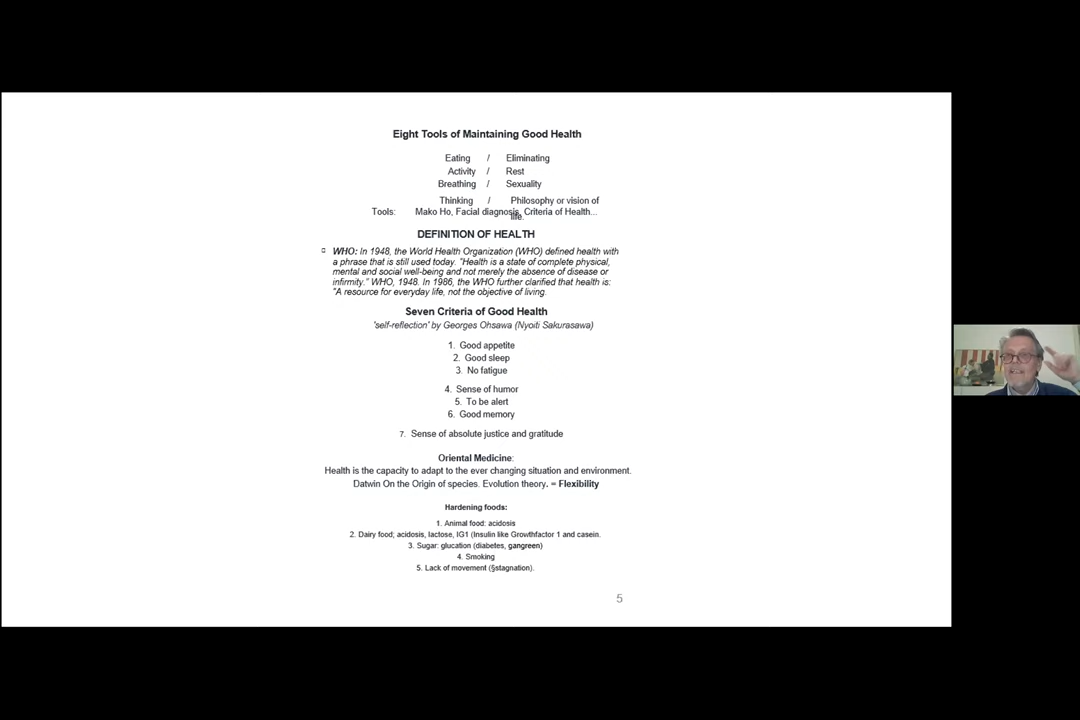 Eight Tools of Maintaining Good Health
Eating / Eliminating
Activity / Rest
Breathing / Sexuality
Thinking / Philosophy or vision of
life.
Tools: Mako Ho, Facial diagnosis, Criteria of Health...
DEFINITION OF HEALTH
WHO: In 1948, the World Health Organization (WHO) defined health with
a phrase that is still used today. "Health is a state of complete physical,
mental and social well-being and not merely the absence of disease or
infirmity." WHO, 1948. In 1986, the WHO further clarified that health is:
"A resource for everyday life, not the objective of living.
Seven Criteria of Good Health
'self-reflection' by Georges Ohsawa (Nyoiti Sakurasawa)
1. Good appetite
2. Good sleep
3. No fatigue
4. Sense of humor
5. To be alert
6. Good memory
7. Sense of absolute justice and gratitude
Oriental Medicine:
Health is the capacity to adapt to the ever changing situation and environment.
Datwin On the Origin of species. Evolution theory. = Flexibility
Hardening foods:
1. Animal food: acidosis
2. Dairy food; acidosis, lactose, IG1 (Insulin like Growthfactor 1 and casein.
3. Sugar: glucation (diabetes, gangreen)
4. Smoking
5. Lack of movement (§stagnation).
5